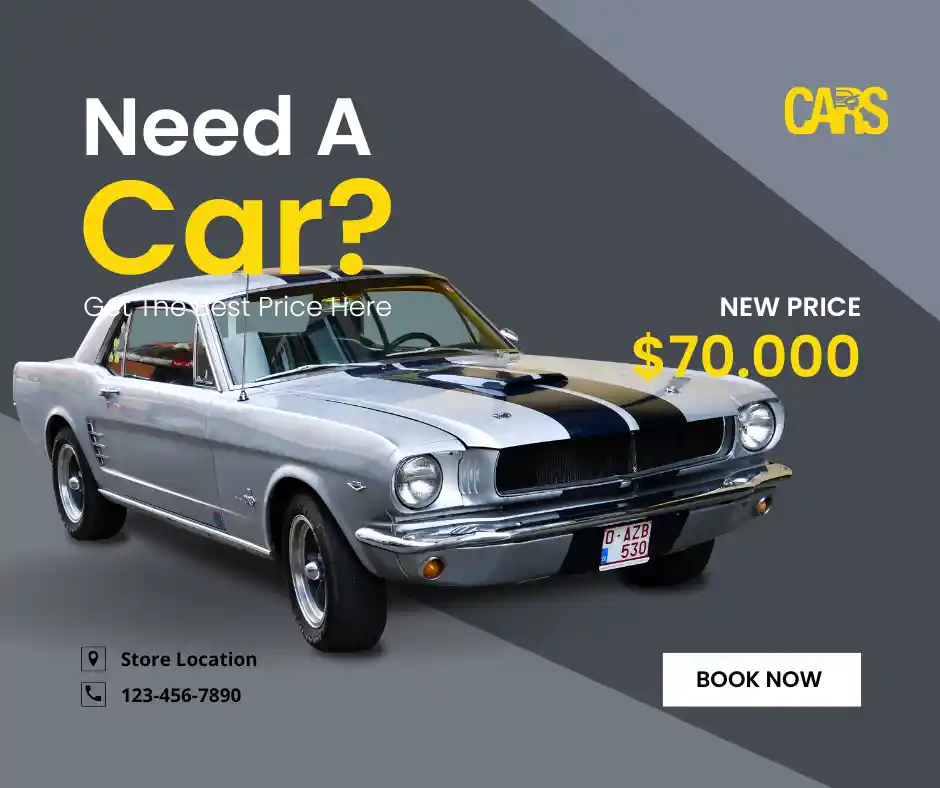 Need A
CARS
Car?
Get The Best Price Here
NEW PRICE
$70.000
O-AZB
530
Store Location
123-456-7890
BOOK NOW